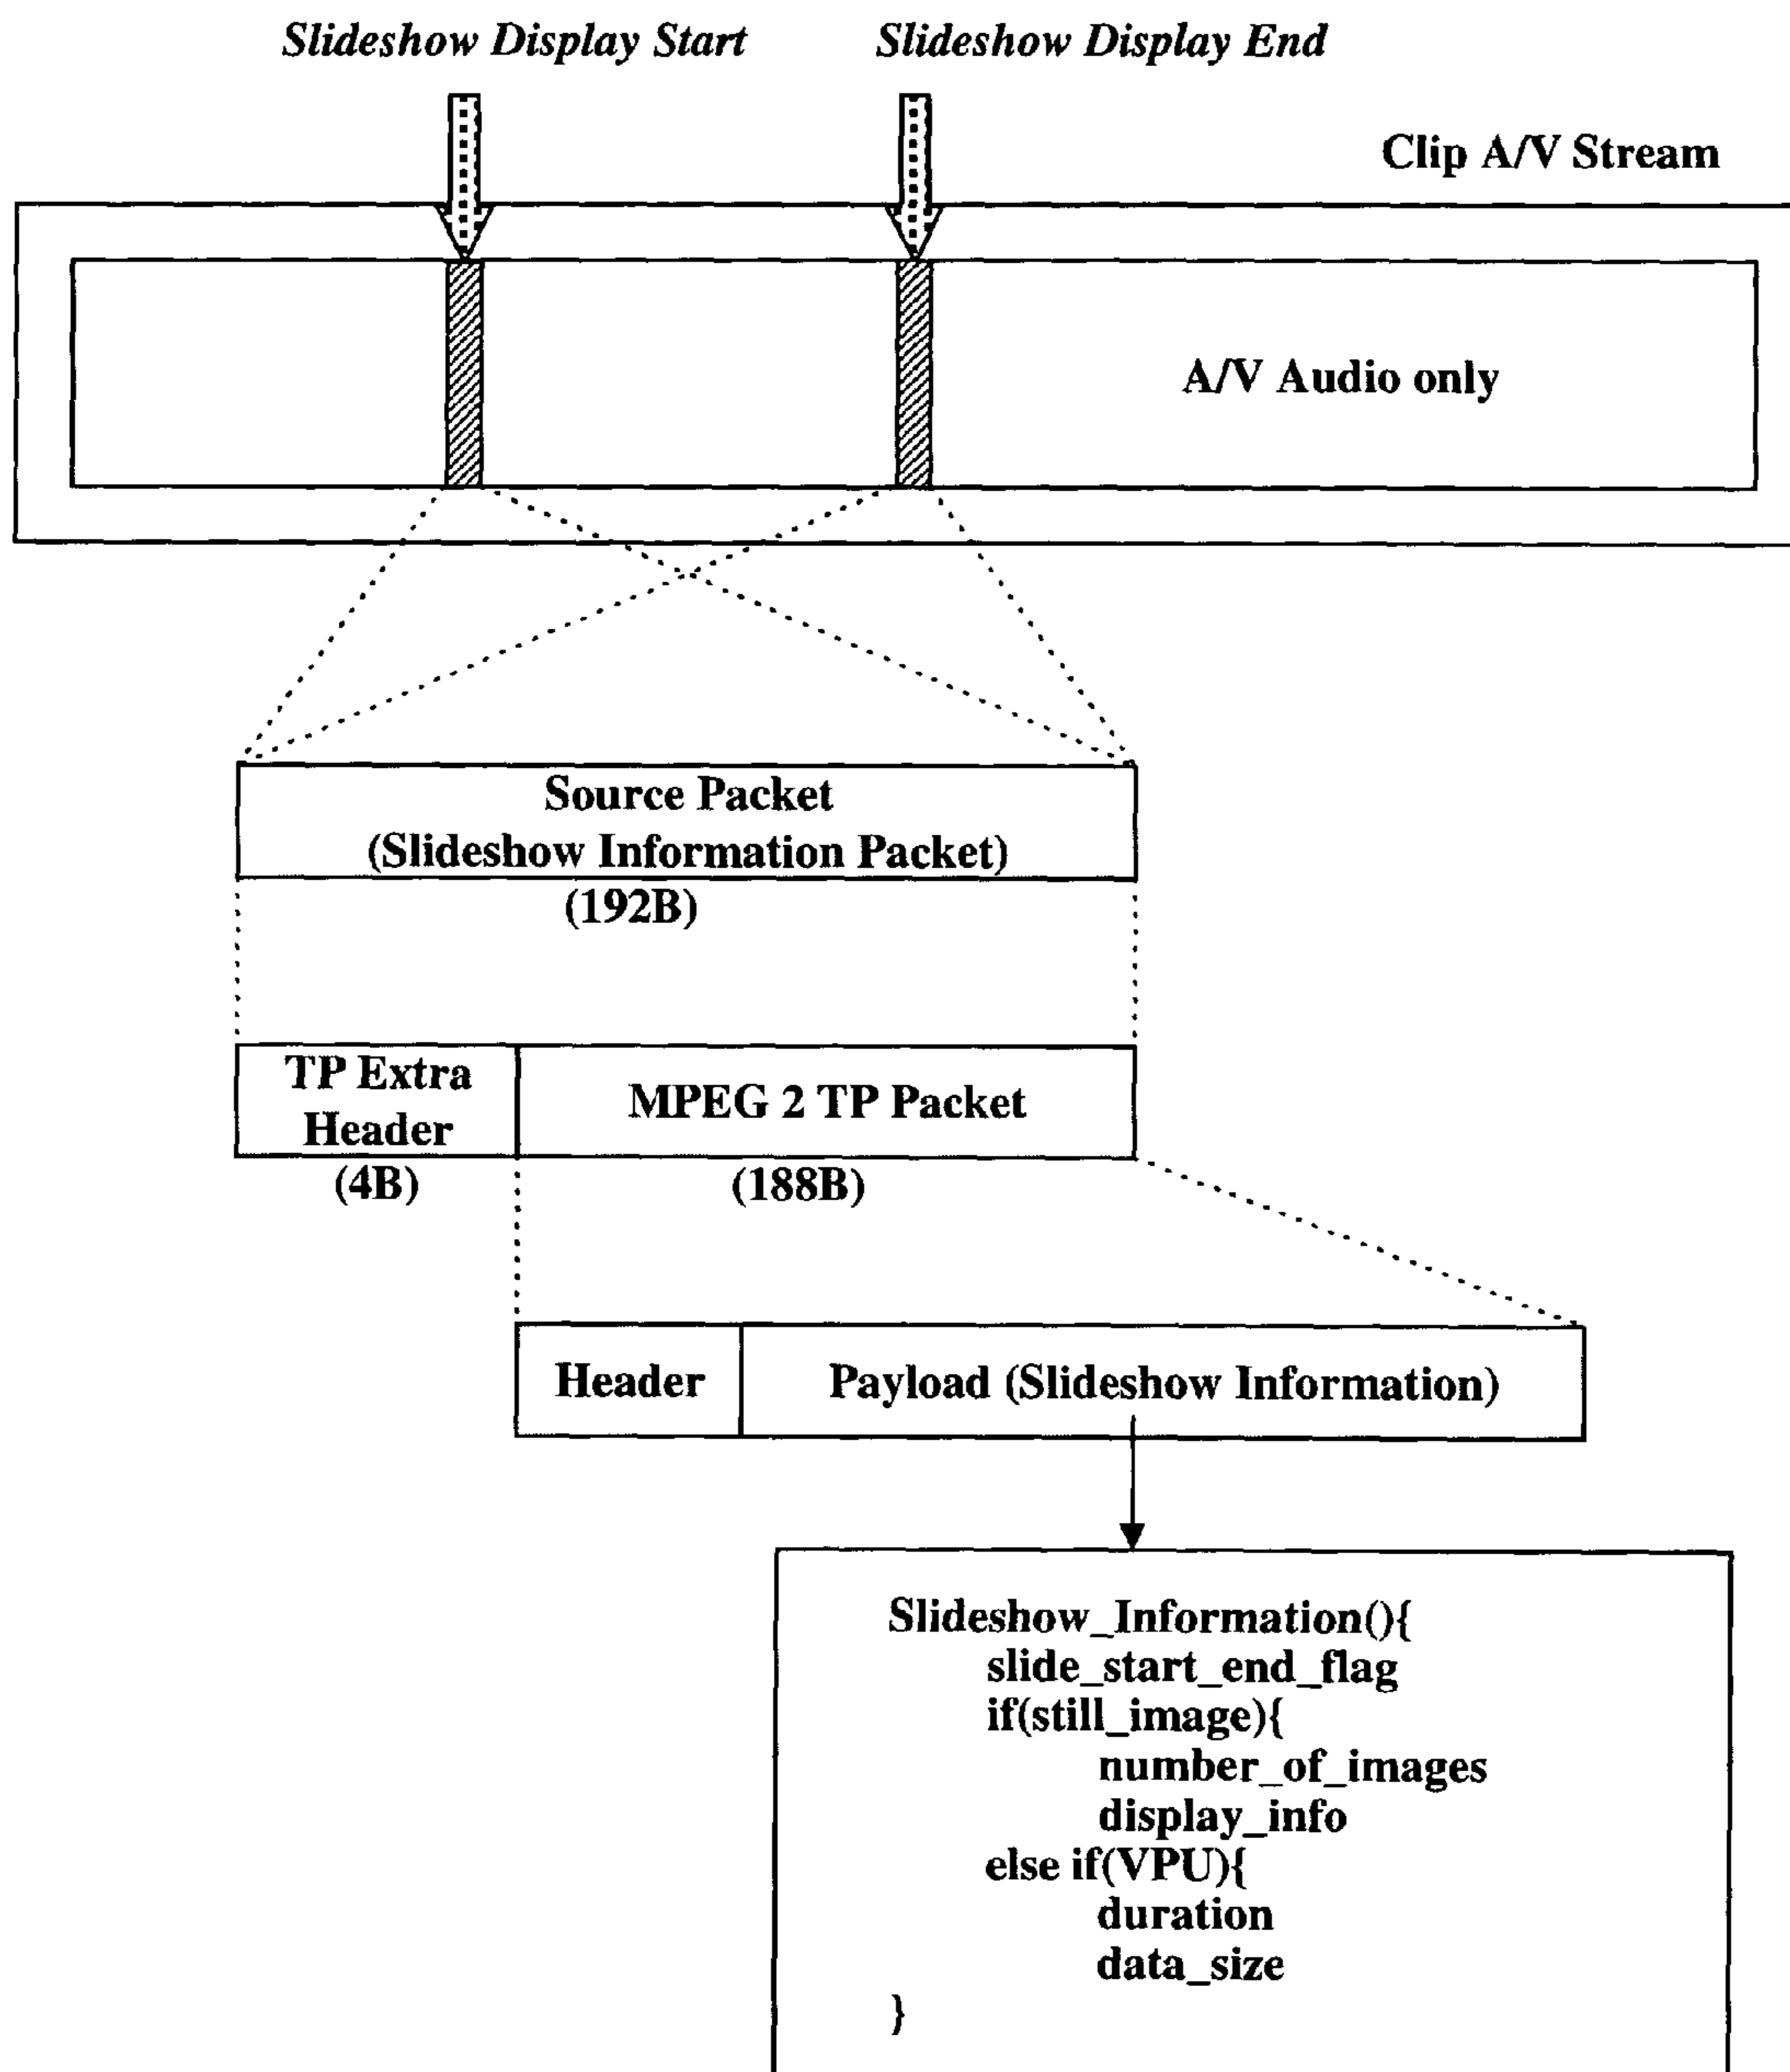 Slideshow Display Start
Slideshow Display End
Clip A/V Stream
A/V Audio only
Source Packet
(Slideshow Information Packet)
(192B)
TP Extra
Header
MPEG 2 TP Packet
(4B)
(188B)
Header
Payload (Slideshow Information)
Slideshow_Information(){
slide_start_end_flag
if(still_image){
number_of_images
display_info
else if(VPU){
duration
data_size
}